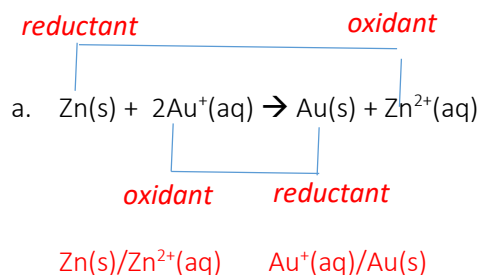 reductant oxidant
a. Zn(s) + 2Au⁺(aq) → Au(s) + Zn²⁺(aq)
oxidant reductant
Zn(s)/Zn²⁺(aq) Au⁺(aq)/Au(s)